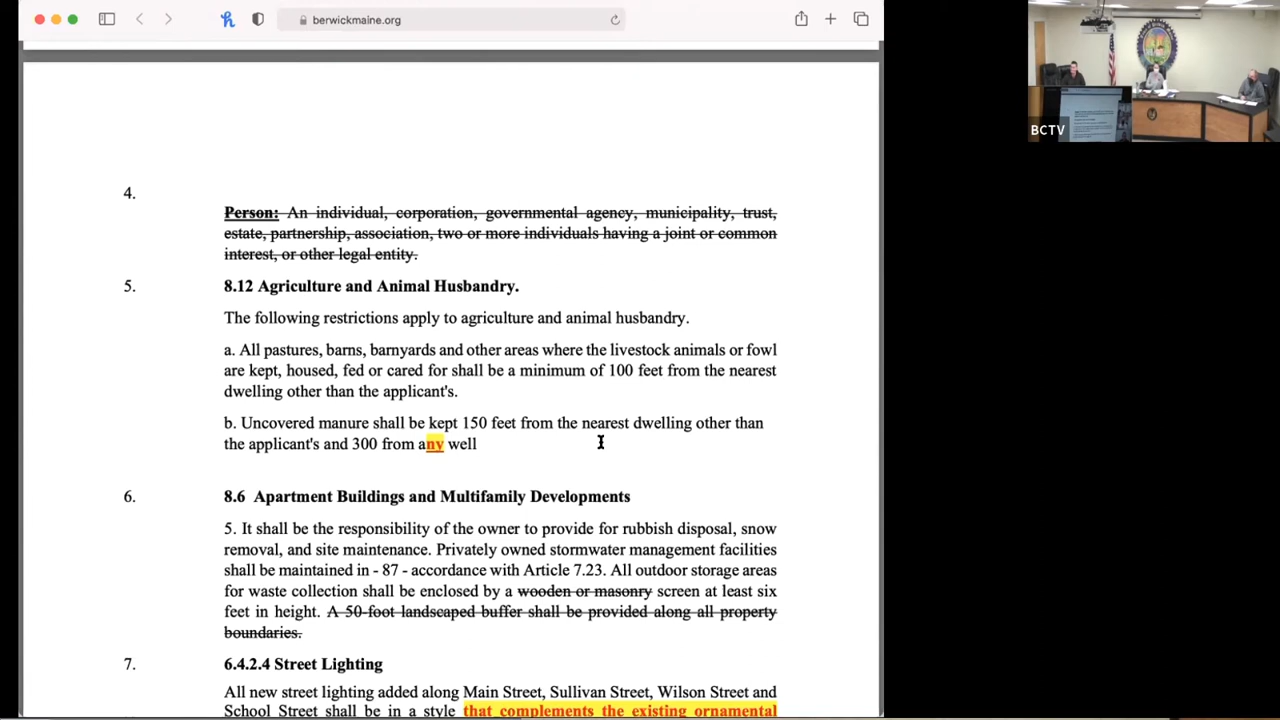 berwickmaine.org
BCTV
4.
Person: An individual, corporation, governmental agency, municipality, trust,
estate, partnership, association, two or more individuals having a joint or common
interest, or other legal entity.
5. 8.12 Agriculture and Animal Husbandry.
The following restrictions apply to agriculture and animal husbandry.
a. All pastures, barns, barnyards and other areas where the livestock animals or fowl
are kept, housed, fed or cared for shall be a minimum of 100 feet from the nearest
dwelling other than the applicant's.
b. Uncovered manure shall be kept 150 feet from the nearest dwelling other than
the applicant's and 300 from any well
6. 8.6 Apartment Buildings and Multifamily Developments
5. It shall be the responsibility of the owner to provide for rubbish disposal, snow
removal, and site maintenance. Privately owned stormwater management facilities
shall be maintained in - 87 - accordance with Article 7.23. All outdoor storage areas
for waste collection shall be enclosed by a wooden or masonry screen at least six
feet in height. A 50-foot landscaped buffer shall be provided along all property
boundaries.
7. 6.4.2.4 Street Lighting
All new street lighting added along Main Street, Sullivan Street, Wilson Street and
School Street shall be in a style that complements the existing ornamental